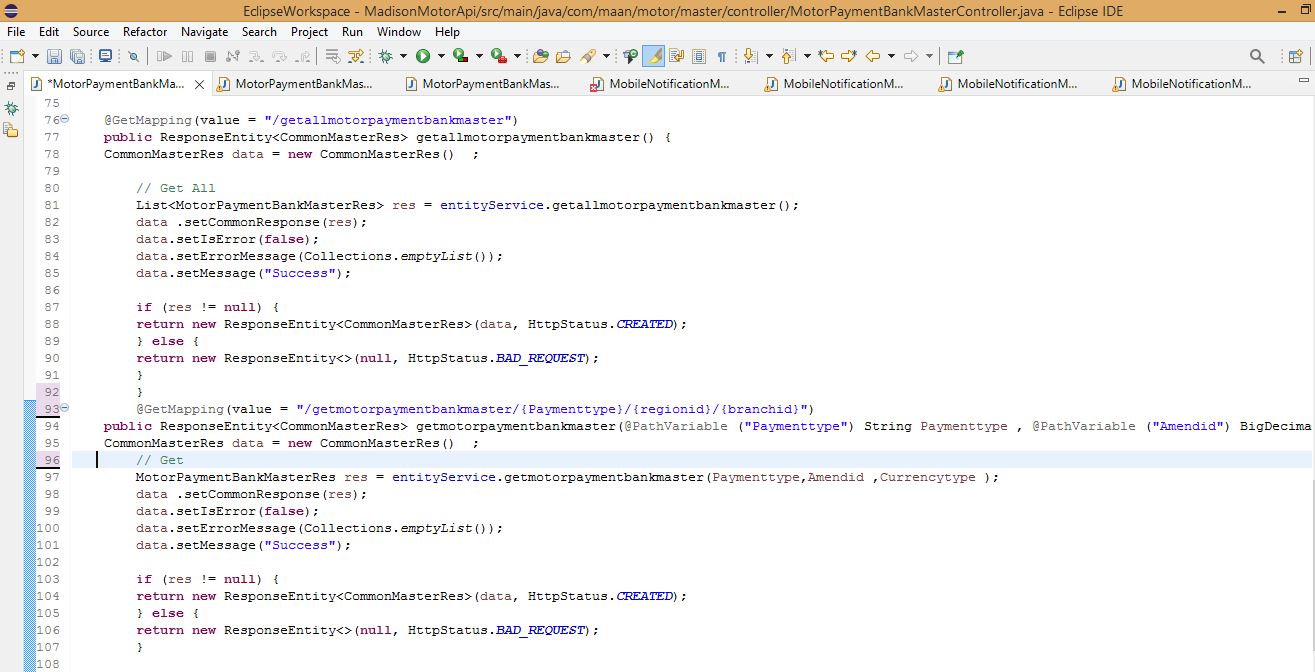 EclipseWorkspace - MadisonMotorApi/src/main/java/com/maan/motor/master/controller/MotorPaymentBankMasterController.java - Eclipse IDE
File Edit Source Refactor Navigate Search Project Run Window Help
*MotorPaymentBankMa... MotorPaymentBankMas... MotorPaymentBankMas... MobileNotificationM... MobileNotificationM... MobileNotificationM... MobileNotificationM...
75
76 @GetMapping(value = "/getallmotorpaymentbankmaster")
77 public ResponseEntity<CommonMasterRes> getallmotorpaymentbankmaster() {
78 CommonMasterRes data = new CommonMasterRes()  ;
79
80 // Get All
81 List<MotorPaymentBankMasterRes> res = entityService.getallmotorpaymentbankmaster();
82 data .setCommonResponse(res);
83 data.setIsError(false);
84 data.setErrorMessage(Collections.emptyList());
85 data.setMessage("Success");
86
87 if (res != null) {
88 return new ResponseEntity<CommonMasterRes>(data, HttpStatus.CREATED);
89 } else {
90 return new ResponseEntity<>(null, HttpStatus.BAD_REQUEST);
91 }
92 }
93 @GetMapping(value = "/getmotorpaymentbankmaster/{Paymenttype}/{regionid}/{branchid}")
94 public ResponseEntity<CommonMasterRes> getmotorpaymentbankmaster(@PathVariable ("Paymenttype") String Paymenttype , @PathVariable ("Amendid") BigDecima
95 CommonMasterRes data = new CommonMasterRes()  ;
96 // Get
97 MotorPaymentBankMasterRes res = entityService.getmotorpaymentbankmaster(Paymenttype,Amendid ,Currencytype );
98 data .setCommonResponse(res);
99 data.setIsError(false);
100 data.setErrorMessage(Collections.emptyList());
101 data.setMessage("Success");
102
103 if (res != null) {
104 return new ResponseEntity<CommonMasterRes>(data, HttpStatus.CREATED);
105 } else {
106 return new ResponseEntity<>(null, HttpStatus.BAD_REQUEST);
107 }
108